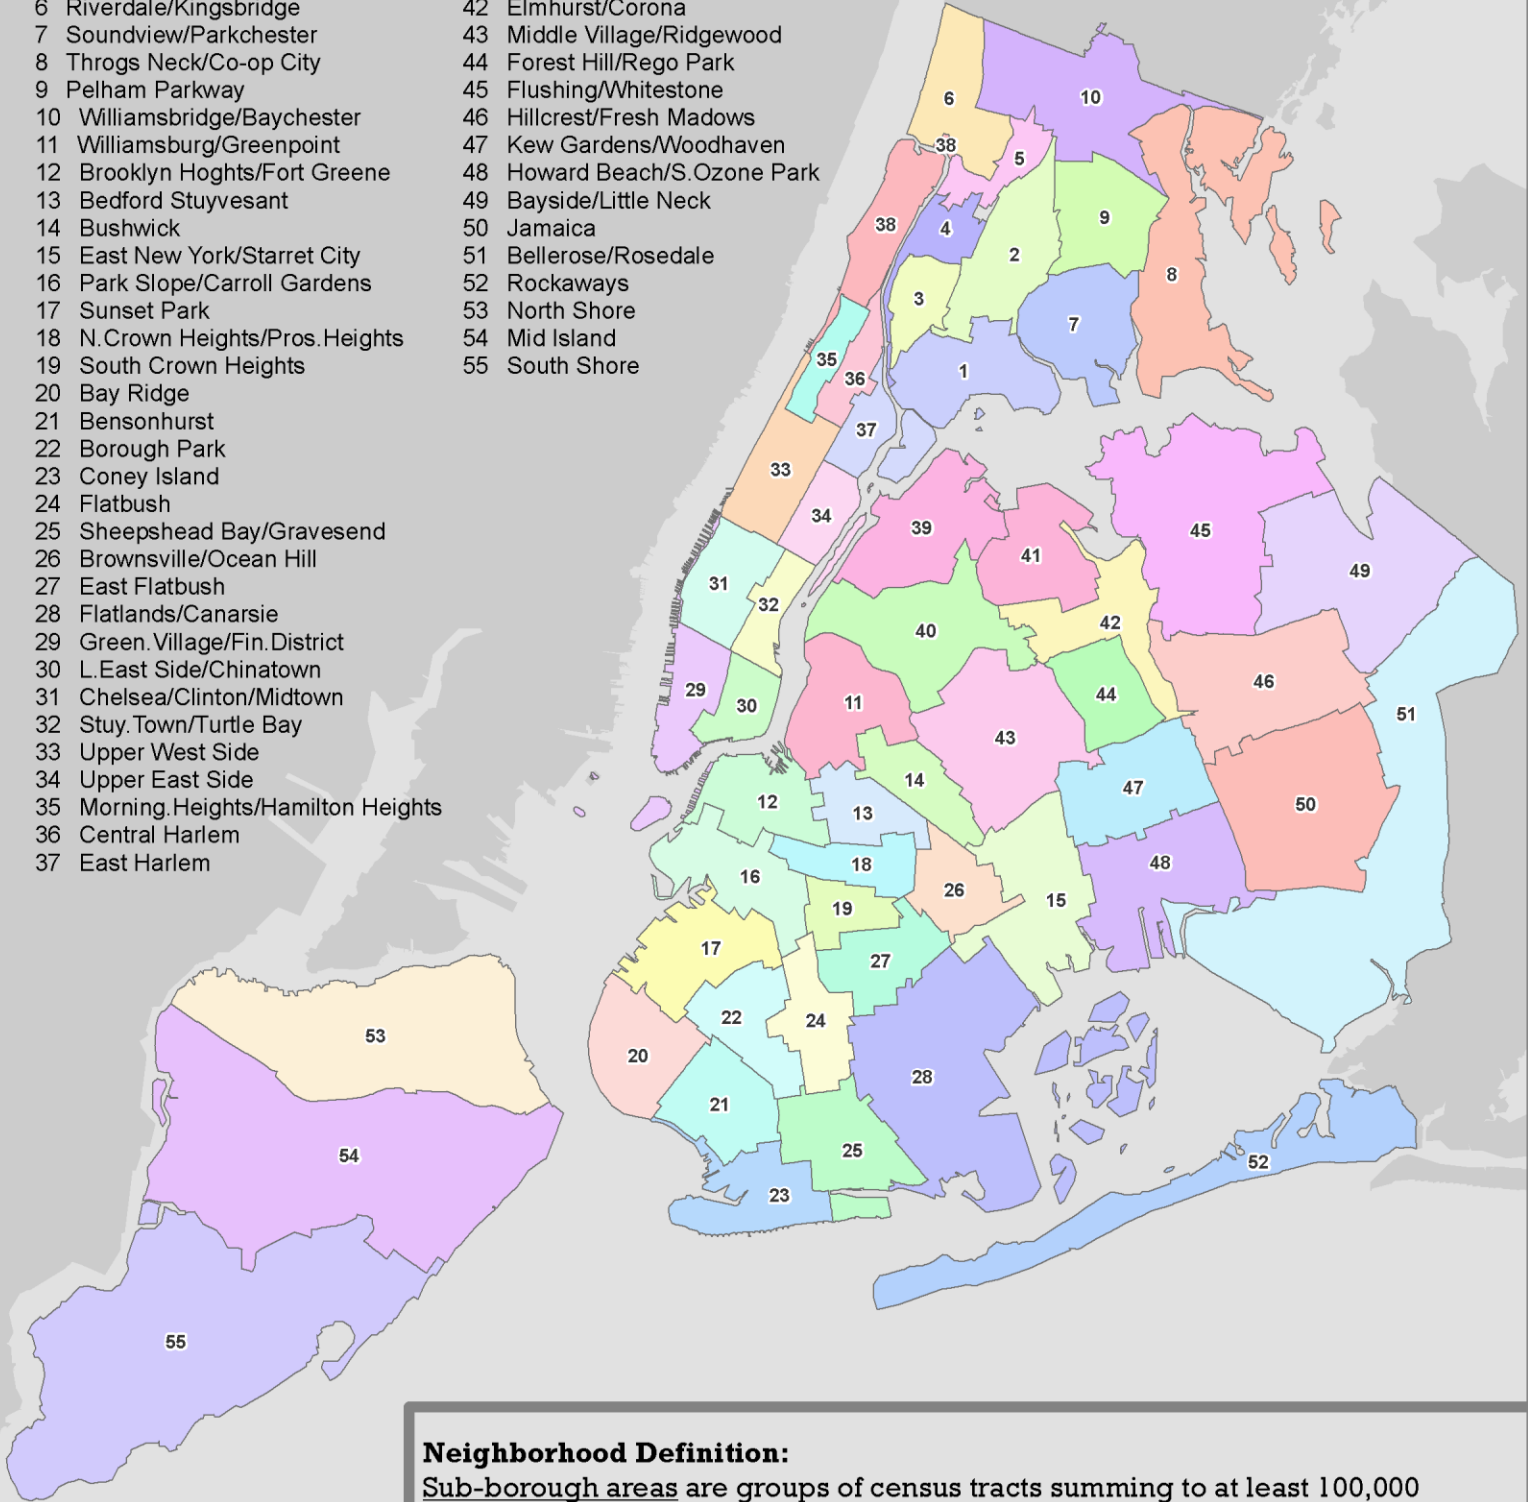 6 Riverdale/Kingsbridge
7 Soundview/Parkchester
8 Throgs Neck/Co-op City
9 Pelham Parkway
10 Williamsbridge/Baychester
11 Williamsburg/Greenpoint
12 Brooklyn Hoghts/Fort Greene
13 Bedford Stuyvesant
14 Bushwick
15 East New York/Starret City
16 Park Slope/Carroll Gardens
17 Sunset Park
18 N.Crown Heights/Pros.Heights
19 South Crown Heights
20 Bay Ridge
21 Bensonhurst
22 Borough Park
23 Coney Island
24 Flatbush
25 Sheepshead Bay/Gravesend
26 Brownsville/Ocean Hill
27 East Flatbush
28 Flatlands/Canarsie
29 Green.Village/Fin.District
30 L.East Side/Chinatown
31 Chelsea/Clinton/Midtown
32 Stuy.Town/Turtle Bay
33 Upper West Side
34 Upper East Side
35 Morning.Heights/Hamilton Heights
36 Central Harlem
37 East Harlem
42 Elmhurst/Corona
43 Middle Village/Ridgewood
44 Forest Hill/Rego Park
45 Flushing/Whitestone
46 Hillcrest/Fresh Madows
47 Kew Gardens/Woodhaven
48 Howard Beach/S.Ozone Park
49 Bayside/Little Neck
50 Jamaica
51 Bellerose/Rosedale
52 Rockaways
53 North Shore
54 Mid Island
55 South Shore
6
10
38
5
38
4
2
9
3
8
7
35
36
1
37
33
34
39
45
41
31
32
49
40
42
29
30
11
44
46
51
43
14
47
12
13
50
18
48
16
26
19
15
17
27
22
24
53
20
28
21
54
25
52
23
55
Neighborhood Definition:
Sub-borough areas are groups of census tracts summing to at least 100,000